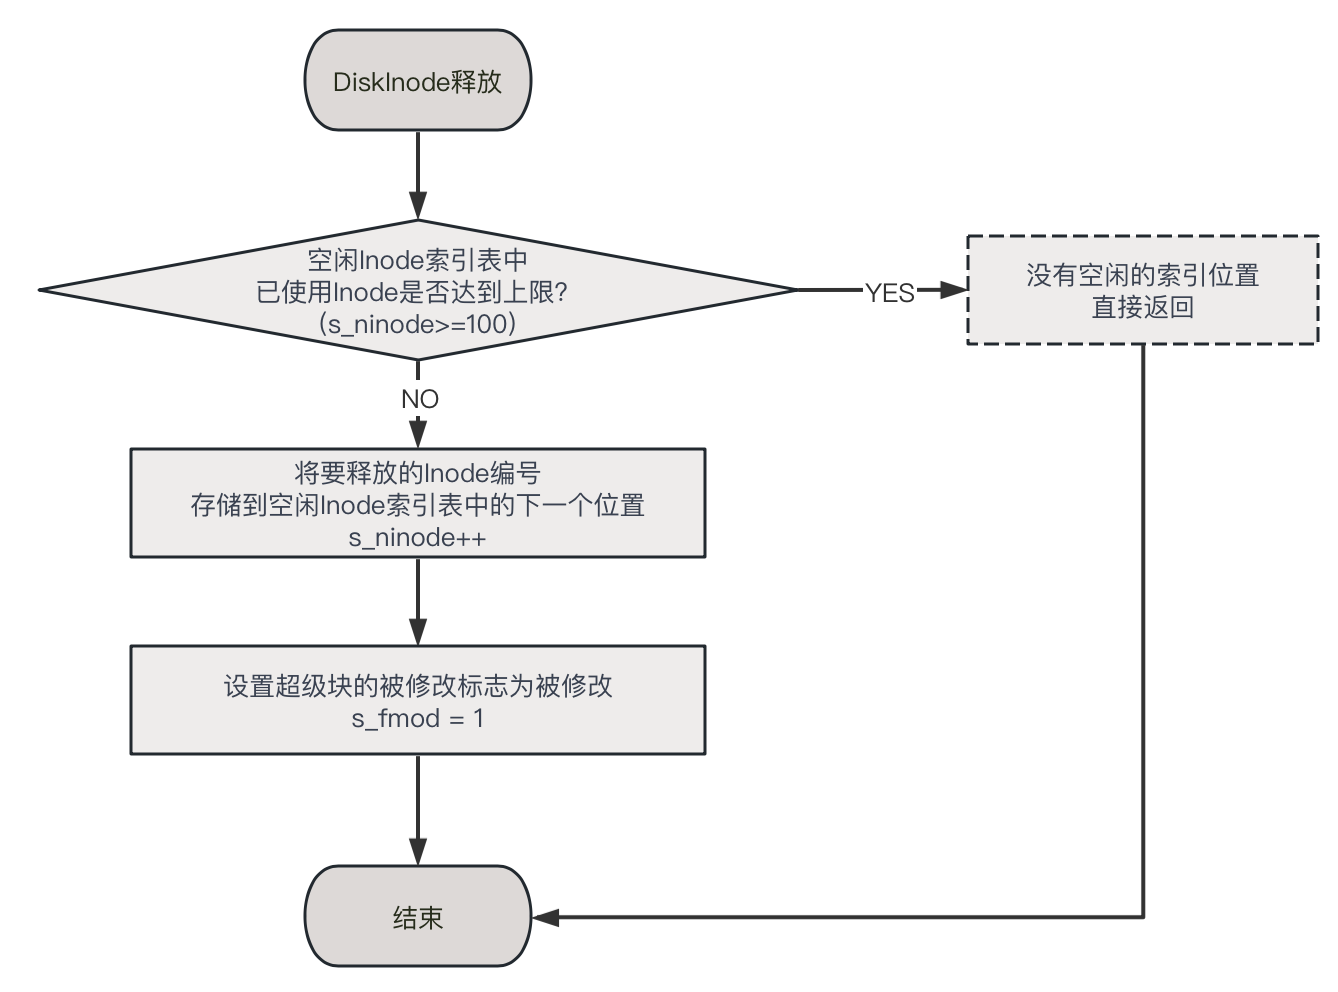 DiskInode释放
空闲Inode索引表中
已使用Inode是否达到上限？
（s_ninode>=100）
YES
没有空闲的索引位置
直接返回
NO
将要释放的Inode编号
存储到空闲Inode索引表中的下一个位置
s_ninode++
设置超级块的被修改标志为被修改
s_fmod = 1
结束